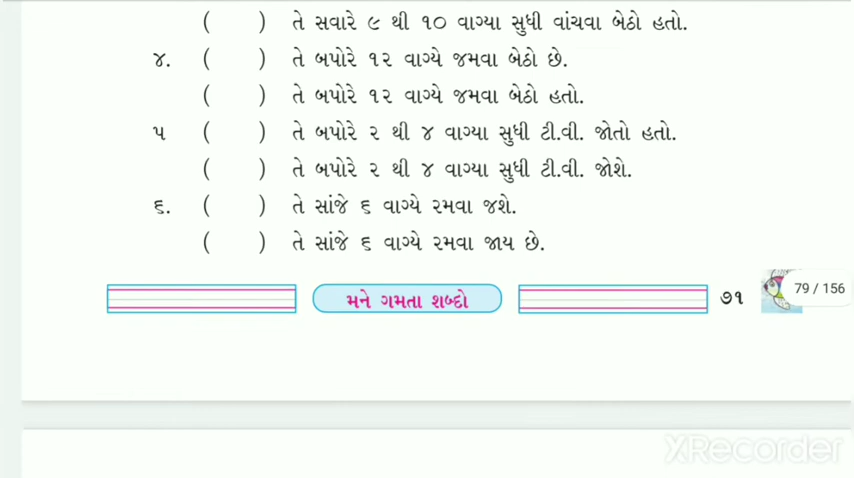 ( ) તે સવારે ૯ થી ૧૦ વાગ્યા સુધી વાંચવા બેઠો હતો.
૪. ( ) તે બપોરે ૧૨ વાગ્યે જમવા બેઠો છે.
( ) તે બપોરે ૧૨ વાગ્યે જમવા બેઠો હતો.
૫ ( ) તે બપોરે ૨ થી ૪ વાગ્યા સુધી ટી.વી. જોતો હતો.
( ) તે બપોરે ૨ થી ૪ વાગ્યા સુધી ટી.વી. જોશે.
૬. ( ) તે સાંજે ૬ વાગ્યે રમવા જશે.
( ) તે સાંજે ૬ વાગ્યે રમવા જાય છે.
મને ગમતા શબ્દો ૭૧ 79 / 156
XRecorder